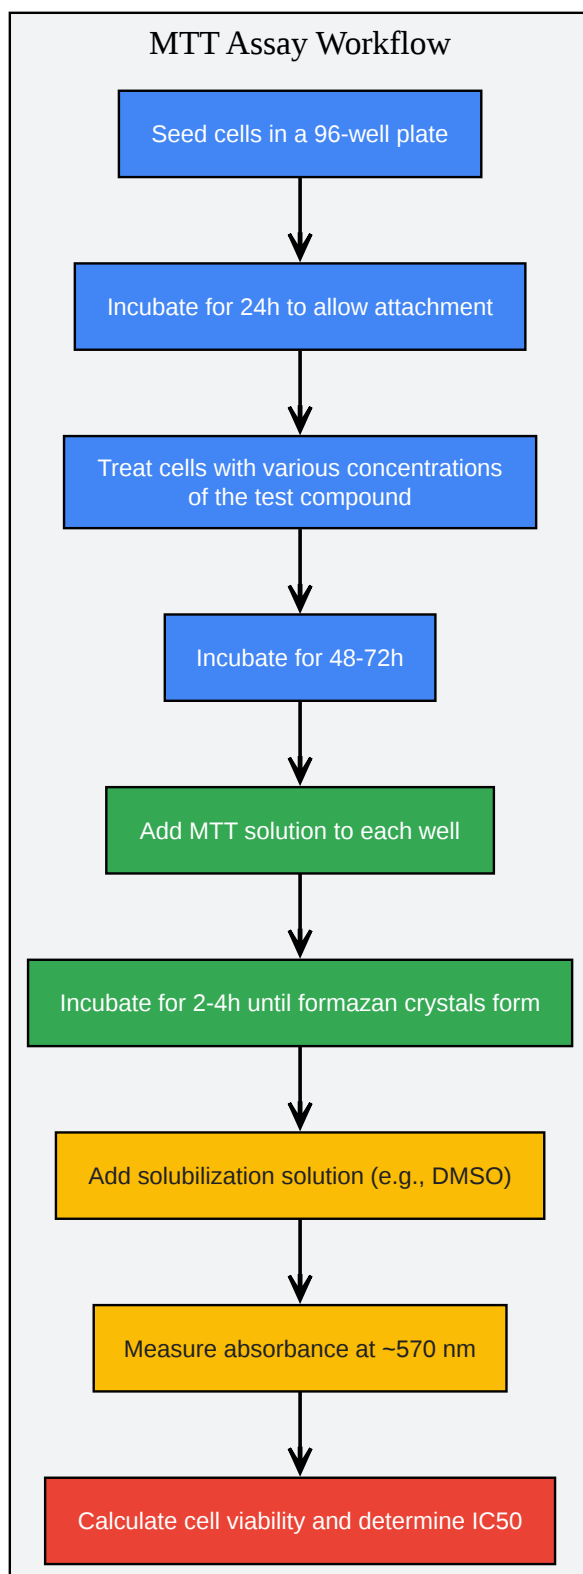 MTT Assay Workflow
Seed cells in a 96-well plate
Incubate for 24h to allow attachment
Treat cells with various concentrations
of the test compound
Incubate for 48-72h
Add MTT solution to each well
Incubate for 2-4h until formazan crystals form
Add solubilization solution (e.g., DMSO)
Measure absorbance at ~570 nm
Calculate cell viability and determine IC50